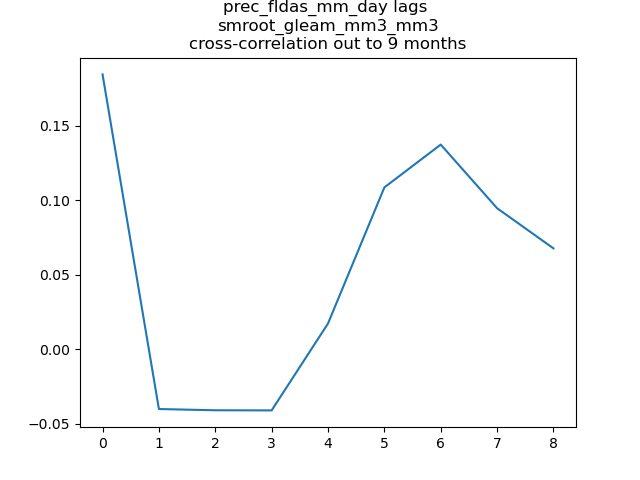 prec_fldas_mm_day lags
smroot_gleam_mm3_mm3
cross-correlation out to 9 months
0.15
0.10
0.05
0.00
−0.05
0 1 2 3 4 5 6 7 8